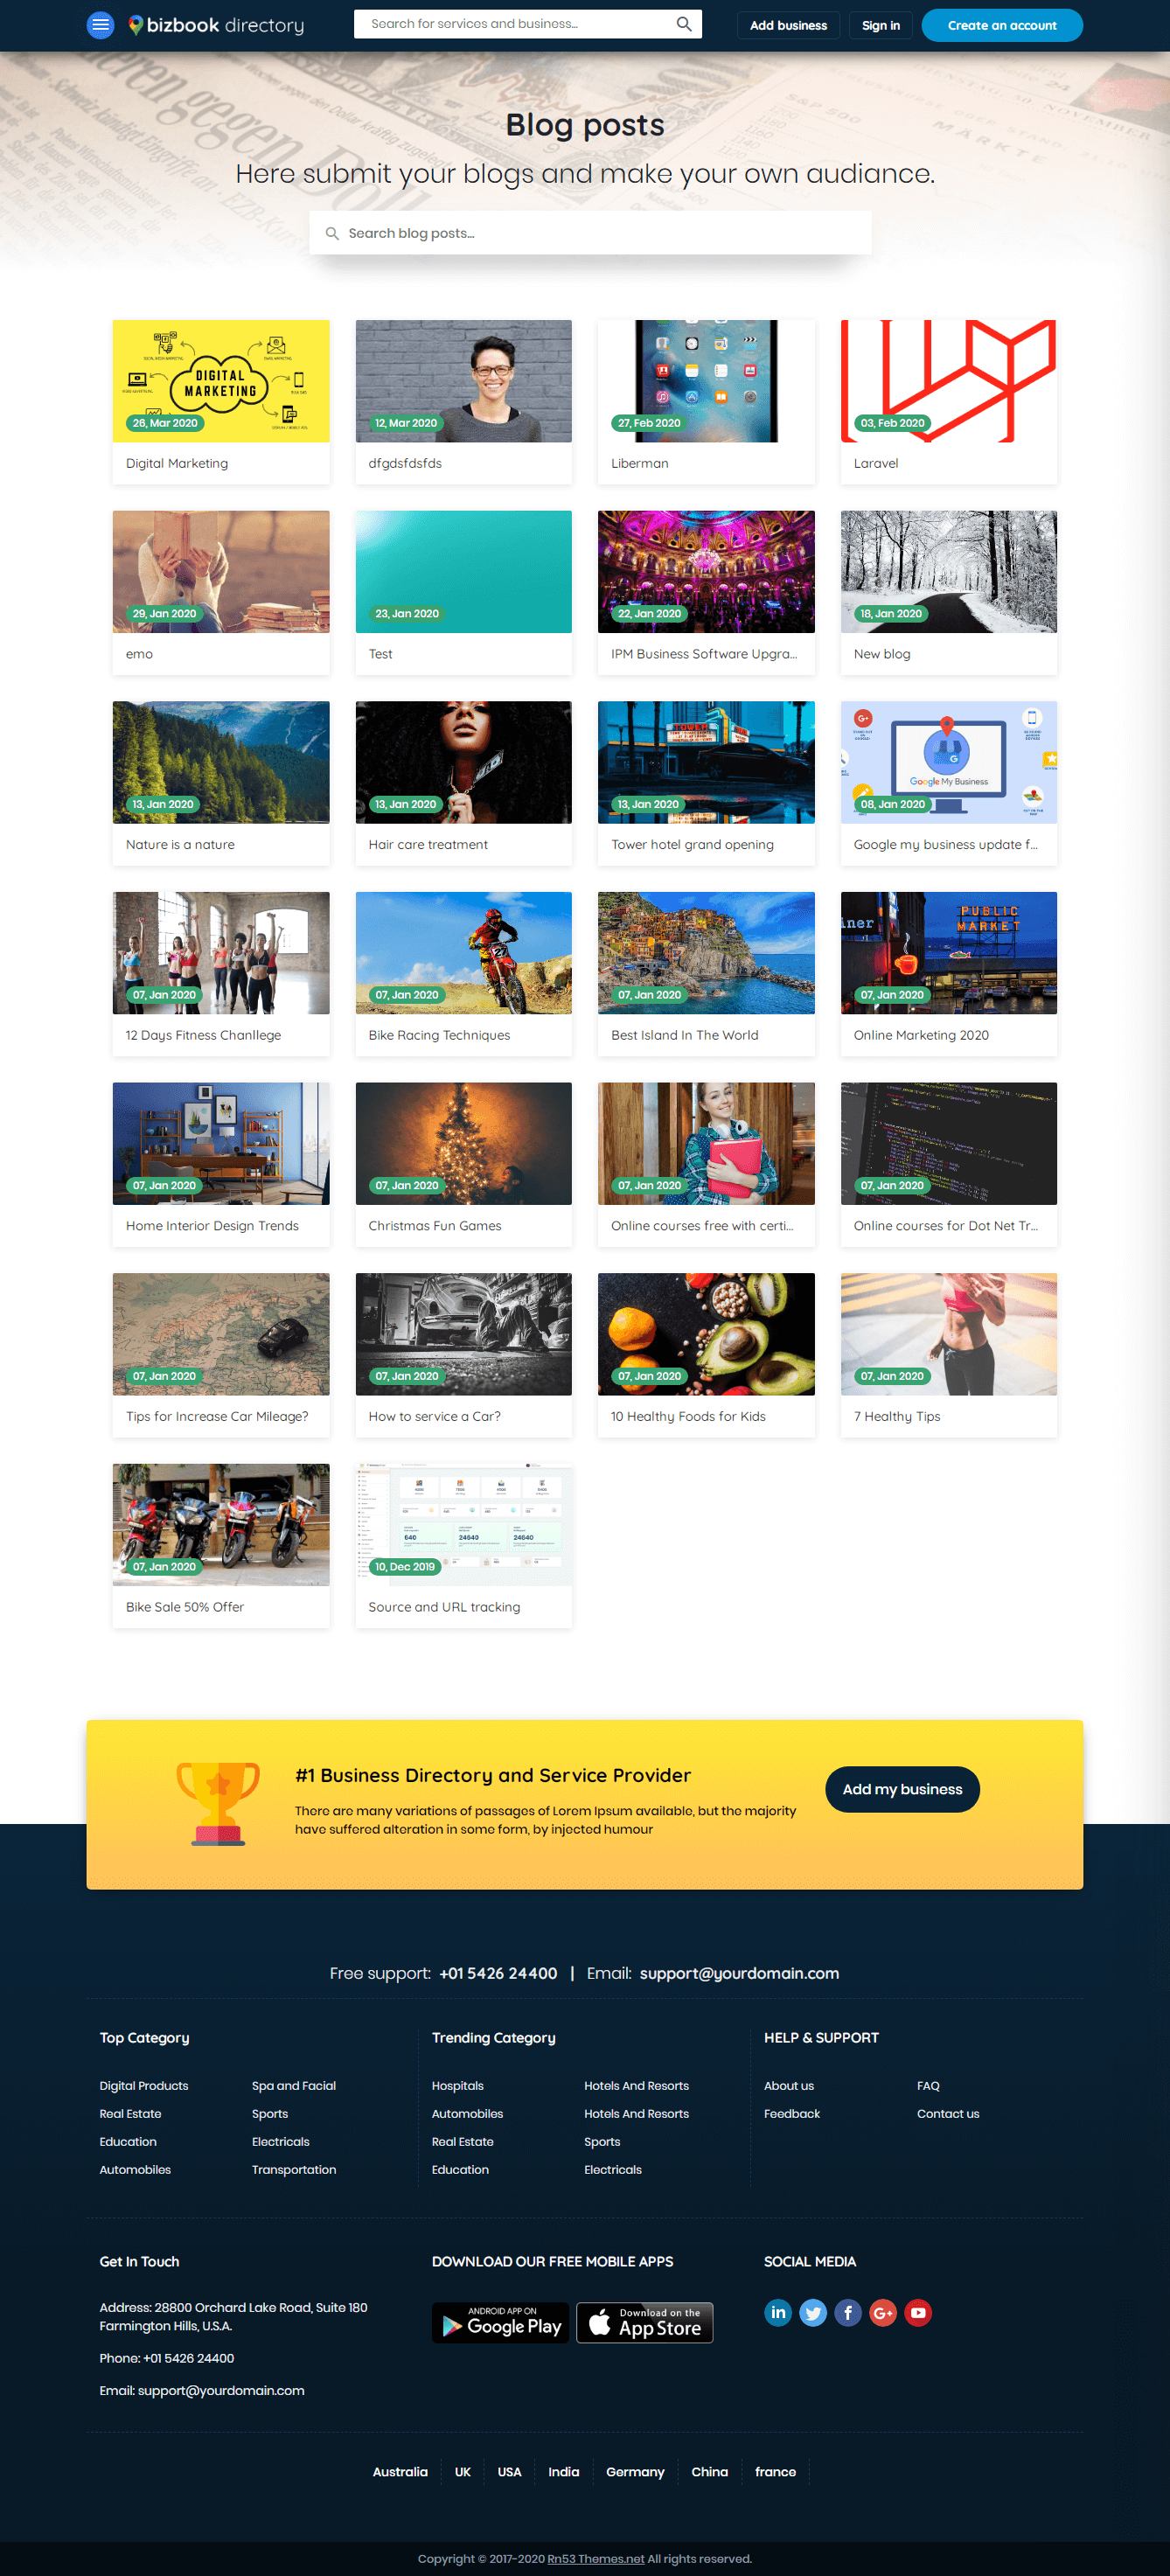 bizbook directory
Search for services and business...
Add business
Sign in
Create an account
Blog posts
Here submit your blogs and make your own audiance.
Search blog posts...
DIGITAL
MARKETING
26, Mar 2020
12, Mar 2020
27, Feb 2020
03, Feb 2020
Digital Marketing
dfgdsfdsfds
Liberman
Laravel
29, Jan 2020
23, Jan 2020
22, Jan 2020
18, Jan 2020
emo
Test
IPM Business Software Upgra...
New blog
TOWER
G+
Google My Business
13, Jan 2020
13, Jan 2020
13, Jan 2020
08, Jan 2020
Nature is a nature
Hair care treatment
Tower hotel grand opening
Google my business update f...
27
iner
PUBLIC
MARKET
07, Jan 2020
07, Jan 2020
07, Jan 2020
07, Jan 2020
12 Days Fitness Chanllege
Bike Racing Techniques
Best Island In The World
Online Marketing 2020
07, Jan 2020
07, Jan 2020
07, Jan 2020
07, Jan 2020
Home Interior Design Trends
Christmas Fun Games
Online courses free with certi...
Online courses for Dot Net Tr...
07, Jan 2020
07, Jan 2020
07, Jan 2020
07, Jan 2020
Tips for Increase Car Mileage?
How to service a Car?
10 Healthy Foods for Kids
7 Healthy Tips
640
24640
24640
07, Jan 2020
10, Dec 2019
Bike Sale 50% Offer
Source and URL tracking
#1 Business Directory and Service Provider
There are many variations of passages of Lorem Ipsum available, but the majority
have suffered alteration in some form, by injected humour
Add my business
Free support: +01 5426 24400 | Email: support@yourdomain.com
Top Category
Digital Products
Spa and Facial
Real Estate
Sports
Education
Electricals
Automobiles
Transportation
Trending Category
Hospitals
Hotels And Resorts
Automobiles
Hotels And Resorts
Real Estate
Sports
Education
Electricals
HELP & SUPPORT
About us
FAQ
Feedback
Contact us
Get In Touch
Address: 28800 Orchard Lake Road, Suite 180
Farmington Hills, U.S.A.
Phone: +01 5426 24400
Email: support@yourdomain.com
DOWNLOAD OUR FREE MOBILE APPS
ANDROID APP ON
Google Play
Download on the
App Store
SOCIAL MEDIA
in
f
G+
Australia
UK
USA
India
Germany
China
france
Copyright © 2017-2020 Rn53 Themes.net All rights reserved.